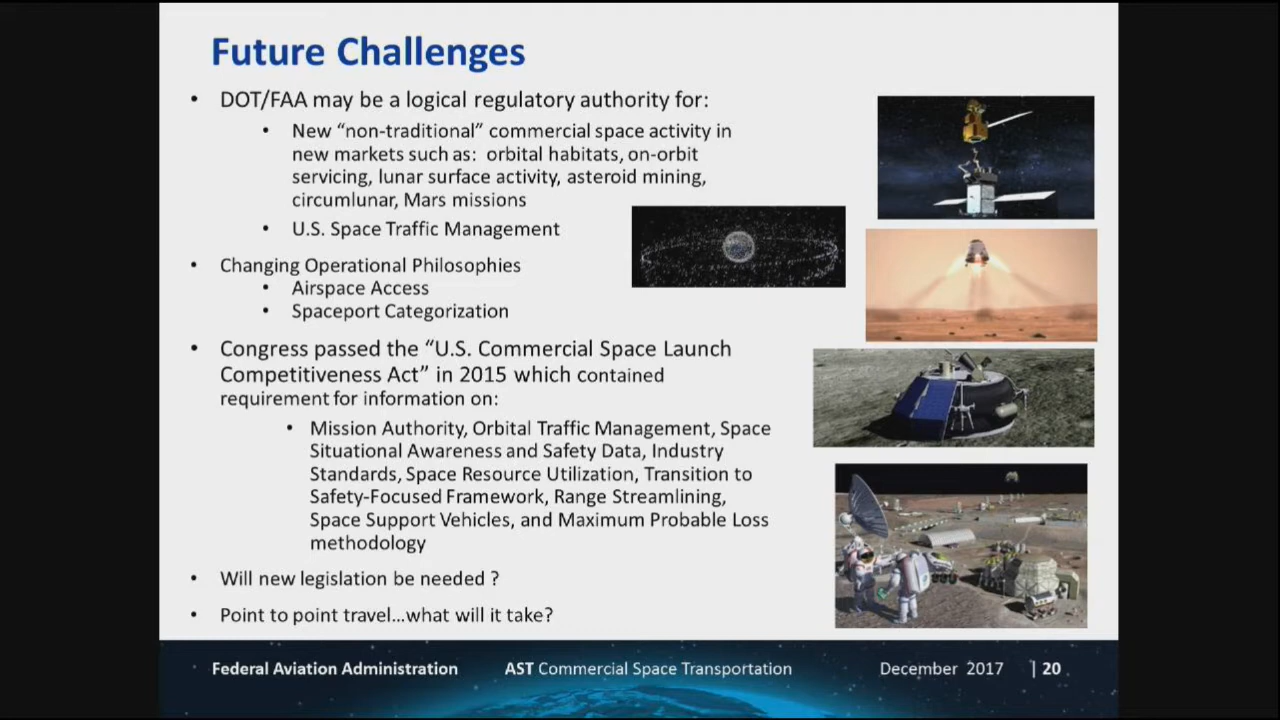 Future Challenges
• DOT/FAA may be a logical regulatory authority for:
• New “non-traditional” commercial space activity in
new markets such as: orbital habitats, on-orbit
servicing, lunar surface activity, asteroid mining,
circumlunar, Mars missions
• U.S. Space Traffic Management
• Changing Operational Philosophies
• Airspace Access
• Spaceport Categorization
• Congress passed the “U.S. Commercial Space Launch
Competitiveness Act” in 2015 which contained
requirement for information on:
• Mission Authority, Orbital Traffic Management, Space
Situational Awareness and Safety Data, Industry
Standards, Space Resource Utilization, Transition to
Safety-Focused Framework, Range Streamlining,
Space Support Vehicles, and Maximum Probable Loss
methodology
• Will new legislation be needed ?
• Point to point travel…what will it take?
Federal Aviation Administration AST Commercial Space Transportation December 2017 | 20